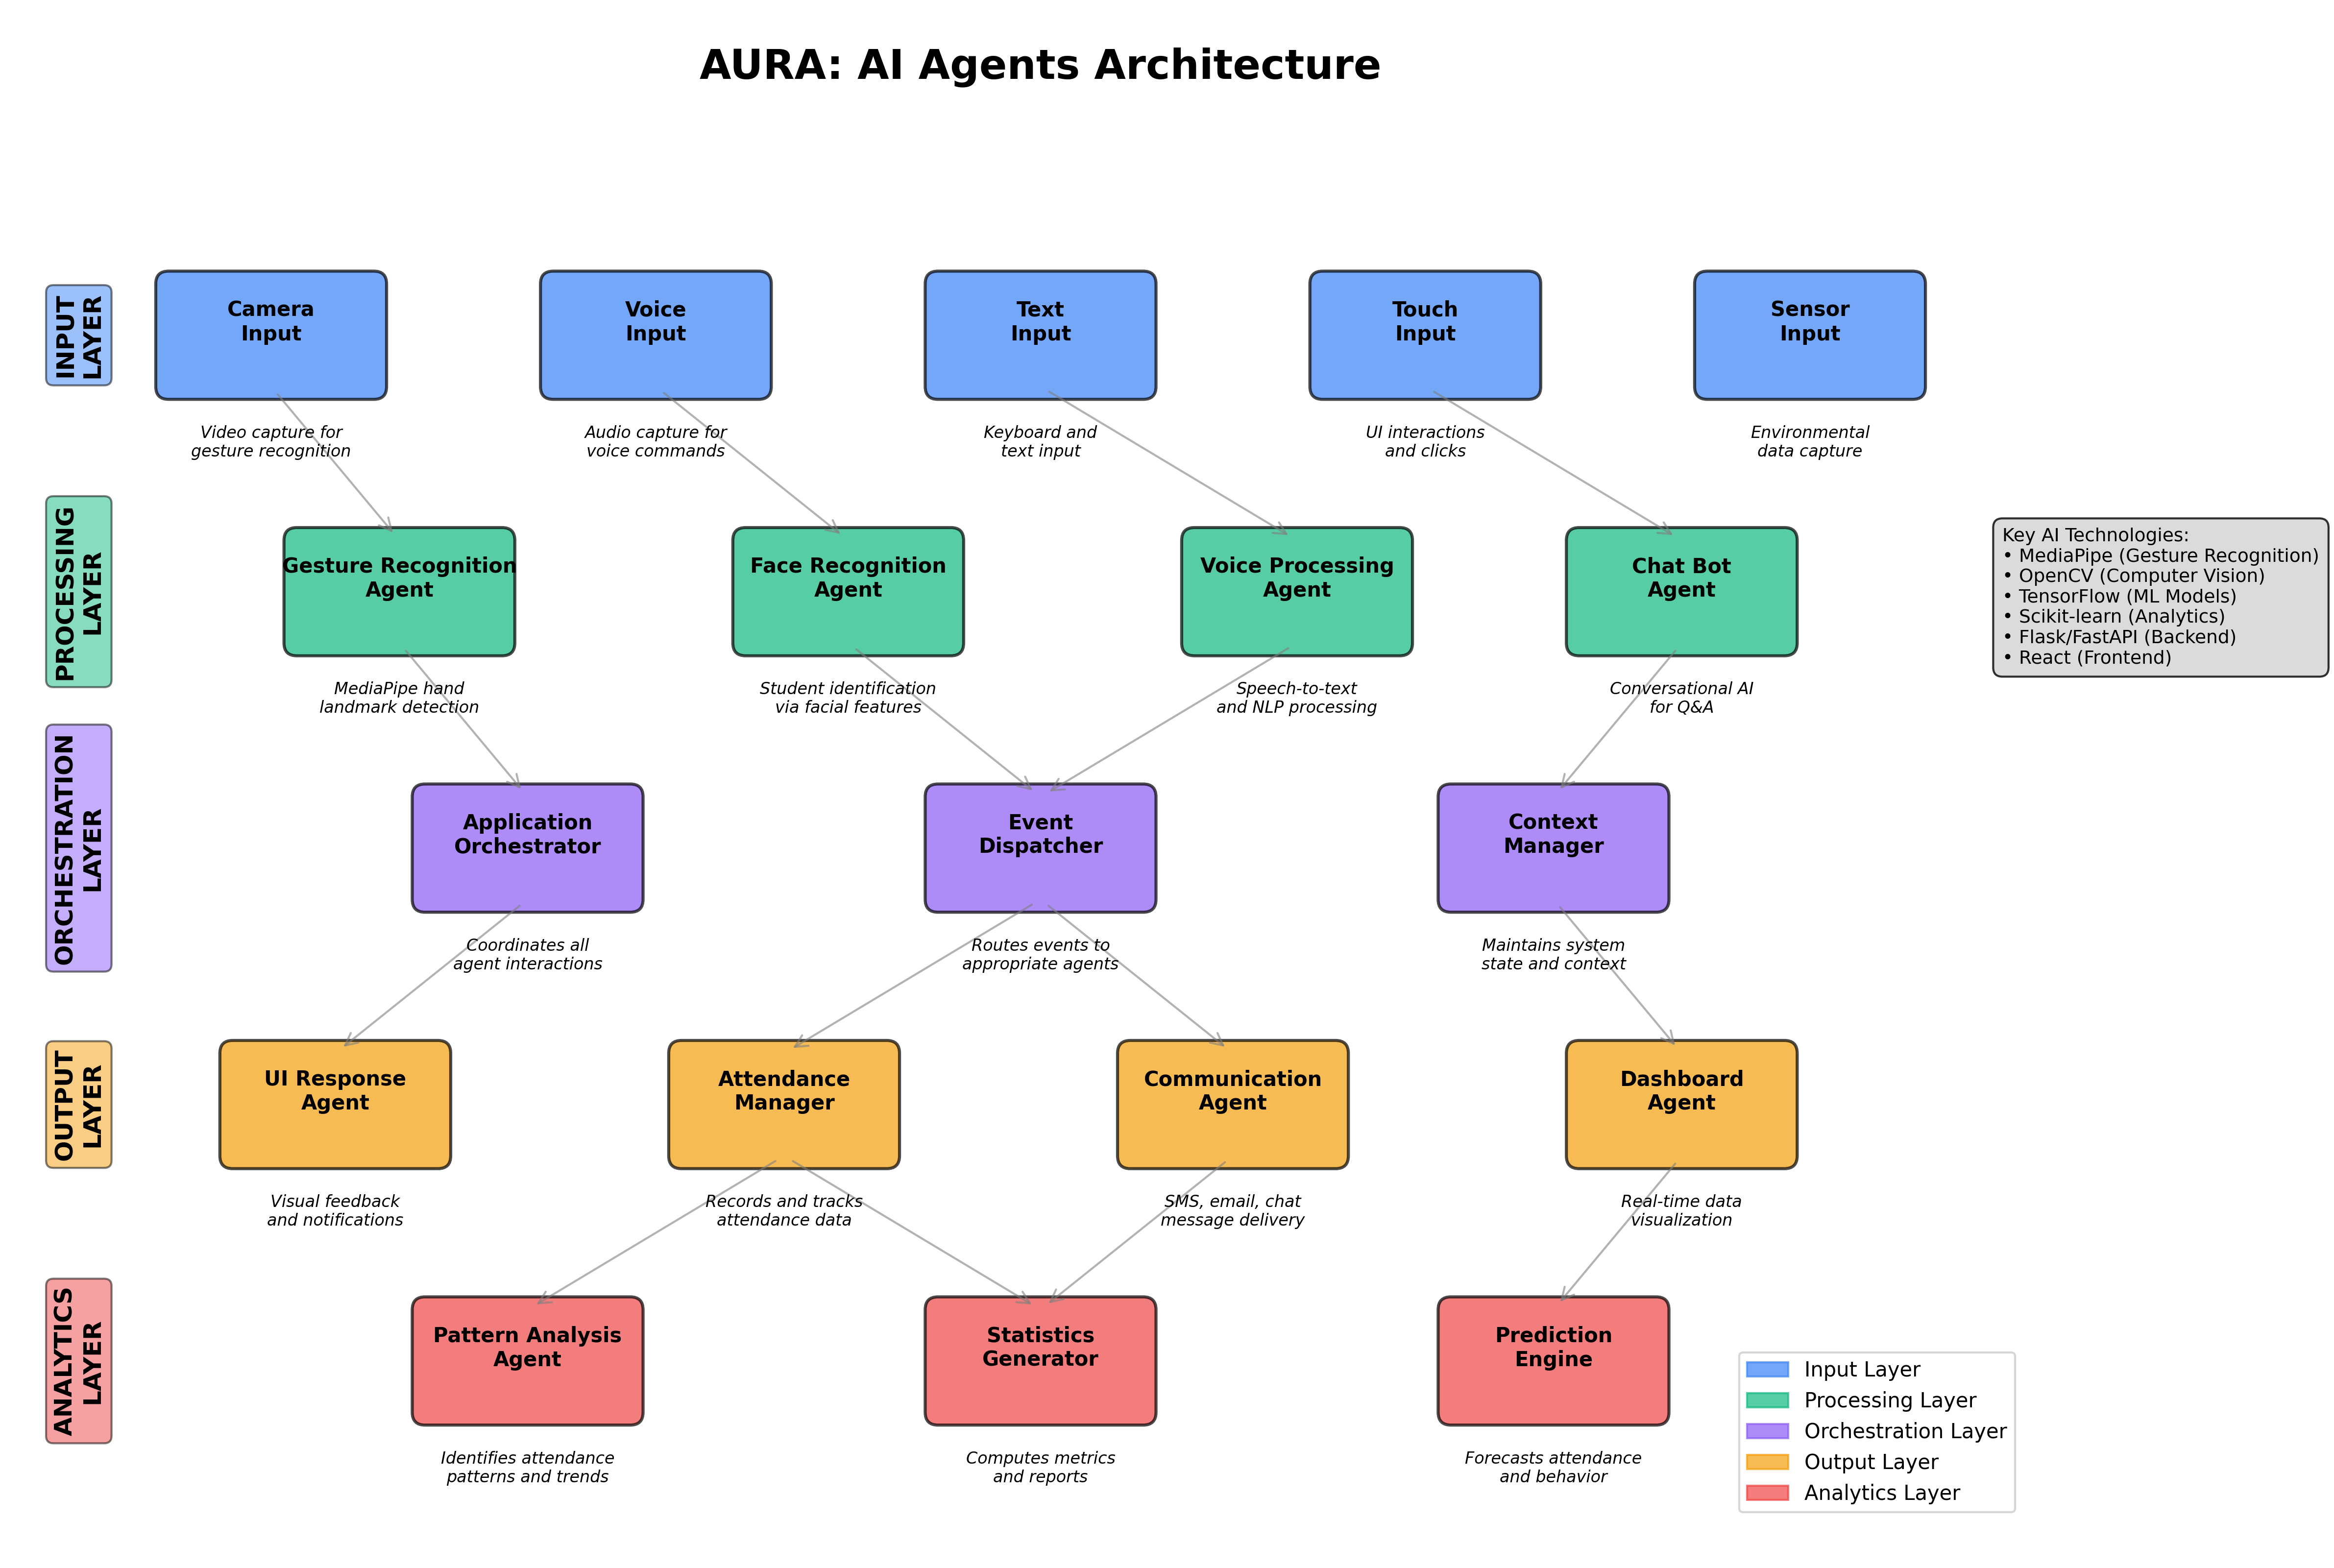 AURA: AI Agents Architecture
INPUT
LAYER
Camera
Input
Voice
Input
Text
Input
Touch
Input
Sensor
Input
Video capture for
gesture recognition
Audio capture for
voice commands
Keyboard and
text input
UI interactions
and clicks
Environmental
data capture
PROCESSING
LAYER
Gesture Recognition
Agent
Face Recognition
Agent
Voice Processing
Agent
Chat Bot
Agent
Key AI Technologies:
• MediaPipe (Gesture Recognition)
• OpenCV (Computer Vision)
• TensorFlow (ML Models)
• Scikit-learn (Analytics)
• Flask/FastAPI (Backend)
• React (Frontend)
MediaPipe hand
landmark detection
Student identification
via facial features
Speech-to-text
and NLP processing
Conversational AI
for Q&A
ORCHESTRATION
LAYER
Application
Orchestrator
Event
Dispatcher
Context
Manager
Coordinates all
agent interactions
Routes events to
appropriate agents
Maintains system
state and context
OUTPUT
LAYER
UI Response
Agent
Attendance
Manager
Communication
Agent
Dashboard
Agent
Visual feedback
and notifications
Records and tracks
attendance data
SMS, email, chat
message delivery
Real-time data
visualization
ANALYTICS
LAYER
Pattern Analysis
Agent
Statistics
Generator
Prediction
Engine
Identifies attendance
patterns and trends
Computes metrics
and reports
Forecasts attendance
and behavior
Input Layer
Processing Layer
Orchestration Layer
Output Layer
Analytics Layer